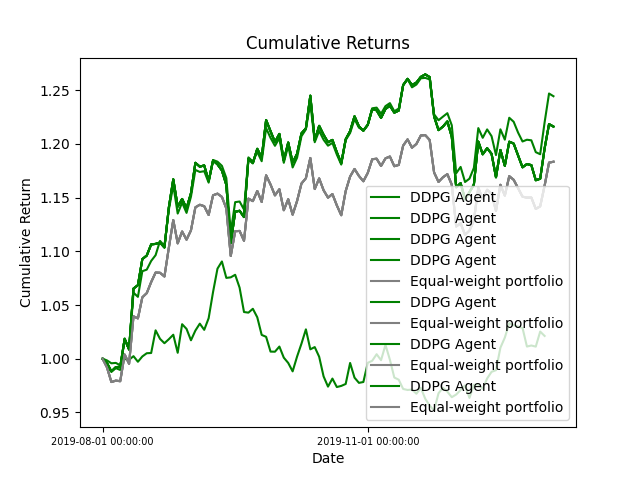 Cumulative Returns
Cumulative Return
1.25
1.20
1.15
1.10
1.05
1.00
0.95
DDPG Agent
DDPG Agent
DDPG Agent
DDPG Agent
Equal-weight portfolio
DDPG Agent
Equal-weight portfolio
DDPG Agent
Equal-weight portfolio
DDPG Agent
Equal-weight portfolio
2019-08-01 00:00:00
2019-11-01 00:00:00
Date